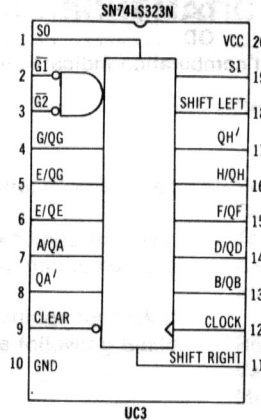 SN74LS323N
1 S0 VCC 20
2 G1 S1 19
3 G2 SHIFT LEFT 18
4 G/QG QH′ 17
5 E/QG H/QH 16
6 E/QE F/QF 15
7 A/QA D/QD 14
8 QA′ B/QB 13
9 CLEAR CLOCK 12
10 GND SHIFT RIGHT 11
UC3